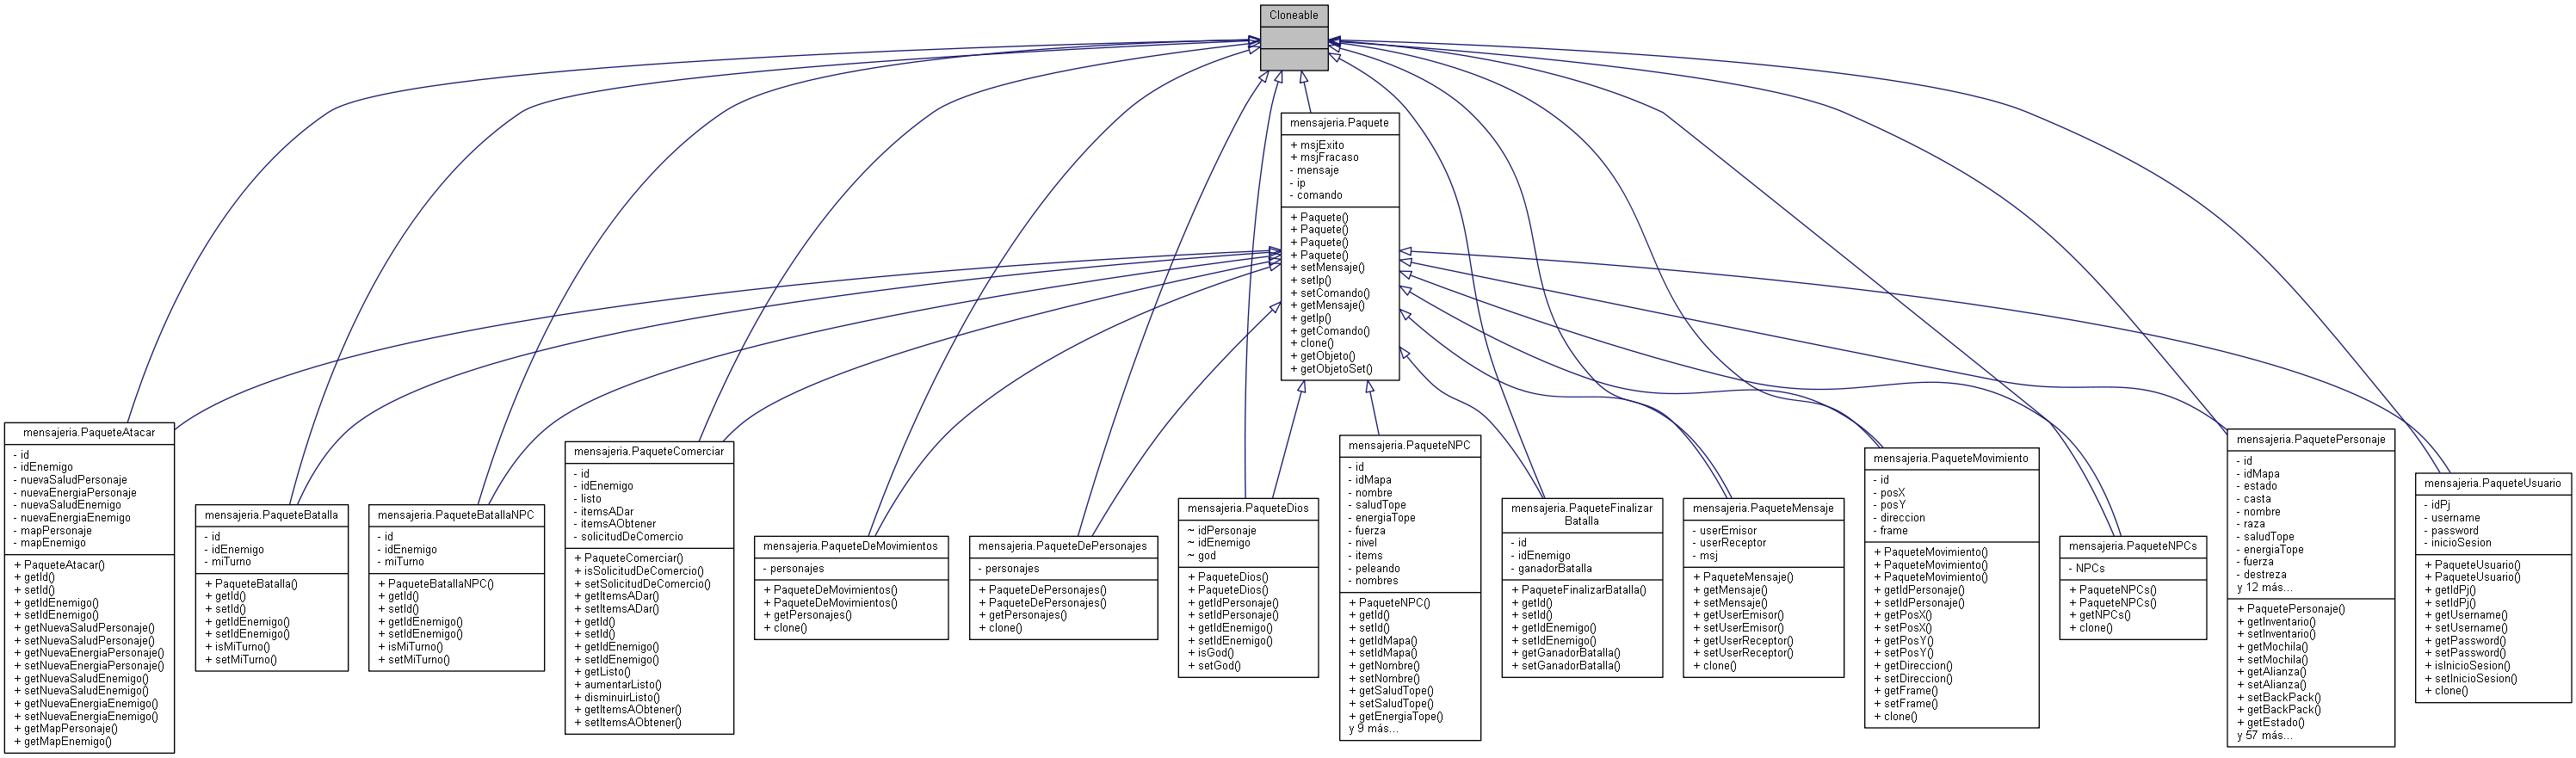 Cloneable
mensajeria.Paquete
+ msjExito
+ msjFracaso
- mensaje
- ip
- comando
+ Paquete()
+ Paquete()
+ Paquete()
+ Paquete()
+ setMensaje()
+ setIp()
+ setComando()
+ getMensaje()
+ getIp()
+ getComando()
+ clone()
+ getObjeto()
+ getObjetoSet()
mensajeria.PaqueteAtacar
- id
- idEnemigo
- nuevaSaludPersonaje
- nuevaEnergiaPersonaje
- nuevaSaludEnemigo
- nuevaEnergiaEnemigo
- mapPersonaje
- mapEnemigo
+ PaqueteAtacar()
+ getId()
+ setId()
+ getIdEnemigo()
+ setIdEnemigo()
+ getNuevaSaludPersonaje()
+ setNuevaSaludPersonaje()
+ getNuevaEnergiaPersonaje()
+ setNuevaEnergiaPersonaje()
+ getNuevaSaludEnemigo()
+ setNuevaSaludEnemigo()
+ getNuevaEnergiaEnemigo()
+ setNuevaEnergiaEnemigo()
+ getMapPersonaje()
+ getMapEnemigo()
mensajeria.PaqueteBatalla
- id
- idEnemigo
- miTurno
+ PaqueteBatalla()
+ getId()
+ setId()
+ getIdEnemigo()
+ setIdEnemigo()
+ isMiTurno()
+ setMiTurno()
mensajeria.PaqueteBatallaNPC
- id
- idEnemigo
- miTurno
+ PaqueteBatallaNPC()
+ getId()
+ setId()
+ getIdEnemigo()
+ setIdEnemigo()
+ isMiTurno()
+ setMiTurno()
mensajeria.PaqueteComerciar
- id
- idEnemigo
- listo
- itemsADar
- itemsAObtener
- solicitudDeComercio
+ PaqueteComerciar()
+ isSolicitudDeComercio()
+ setSolicitudDeComercio()
+ getItemsADar()
+ setItemsADar()
+ getId()
+ setId()
+ getIdEnemigo()
+ setIdEnemigo()
+ getListo()
+ aumentarListo()
+ disminuirListo()
+ getItemsAObtener()
+ setItemsAObtener()
mensajeria.PaqueteDeMovimientos
- personajes
+ PaqueteDeMovimientos()
+ PaqueteDeMovimientos()
+ getPersonajes()
+ clone()
mensajeria.PaqueteDePersonajes
- personajes
+ PaqueteDePersonajes()
+ PaqueteDePersonajes()
+ getPersonajes()
+ clone()
mensajeria.PaqueteDios
~ idPersonaje
~ idEnemigo
~ god
+ PaqueteDios()
+ PaqueteDios()
+ getIdPersonaje()
+ setIdPersonaje()
+ getIdEnemigo()
+ setIdEnemigo()
+ isGod()
+ setGod()
mensajeria.PaqueteNPC
- id
- idMapa
- nombre
- saludTope
- energiaTope
- fuerza
- nivel
- items
- peleando
- nombres
+ PaqueteNPC()
+ getId()
+ setId()
+ getIdMapa()
+ setIdMapa()
+ getNombre()
+ setNombre()
+ getSaludTope()
+ setSaludTope()
+ getEnergiaTope()
y 9 más...
mensajeria.PaqueteFinalizar
Batalla
- id
- idEnemigo
- ganadorBatalla
+ PaqueteFinalizarBatalla()
+ getId()
+ setId()
+ getIdEnemigo()
+ setIdEnemigo()
+ getGanadorBatalla()
+ setGanadorBatalla()
mensajeria.PaqueteMensaje
- userEmisor
- userReceptor
- msj
+ PaqueteMensaje()
+ getMensaje()
+ setMensaje()
+ getUserEmisor()
+ setUserEmisor()
+ getUserReceptor()
+ setUserReceptor()
+ clone()
mensajeria.PaqueteMovimiento
- id
- posX
- posY
- direccion
- frame
+ PaqueteMovimiento()
+ PaqueteMovimiento()
+ PaqueteMovimiento()
+ getIdPersonaje()
+ setIdPersonaje()
+ getPosX()
+ setPosX()
+ getPosY()
+ setPosY()
+ getDireccion()
+ setDireccion()
+ getFrame()
+ setFrame()
+ clone()
mensajeria.PaqueteNPCs
- NPCs
+ PaqueteNPCs()
+ PaqueteNPCs()
+ getNPCs()
+ clone()
mensajeria.PaquetePersonaje
- id
- idMapa
- estado
- casta
- nombre
- raza
- saludTope
- energiaTope
- fuerza
- destreza
y 12 más...
+ PaquetePersonaje()
+ getInventario()
+ setInventario()
+ getMochila()
+ setMochila()
+ getAlianza()
+ setAlianza()
+ setBackPack()
+ getBackPack()
+ getEstado()
y 57 más...
mensajeria.PaqueteUsuario
- idPj
- username
- password
- inicioSesion
+ PaqueteUsuario()
+ PaqueteUsuario()
+ getIdPj()
+ setIdPj()
+ getUsername()
+ setUsername()
+ getPassword()
+ setPassword()
+ isInicioSesion()
+ setInicioSesion()
+ clone()